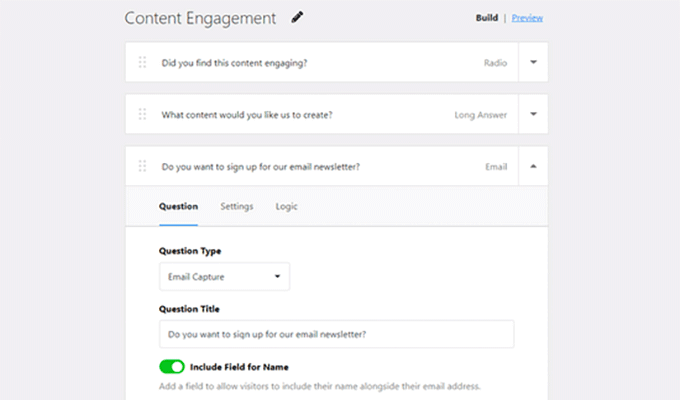 Content Engagement
Build | Preview
Did you find this content engaging? Radio
What content would you like us to create? Long Answer
Do you want to sign up for our email newsletter? Email
Question Settings Logic
Question Type
Email Capture
Question Title
Do you want to sign up for our email newsletter?
Include Field for Name
Add a field to allow visitors to include their name alongside their email address.